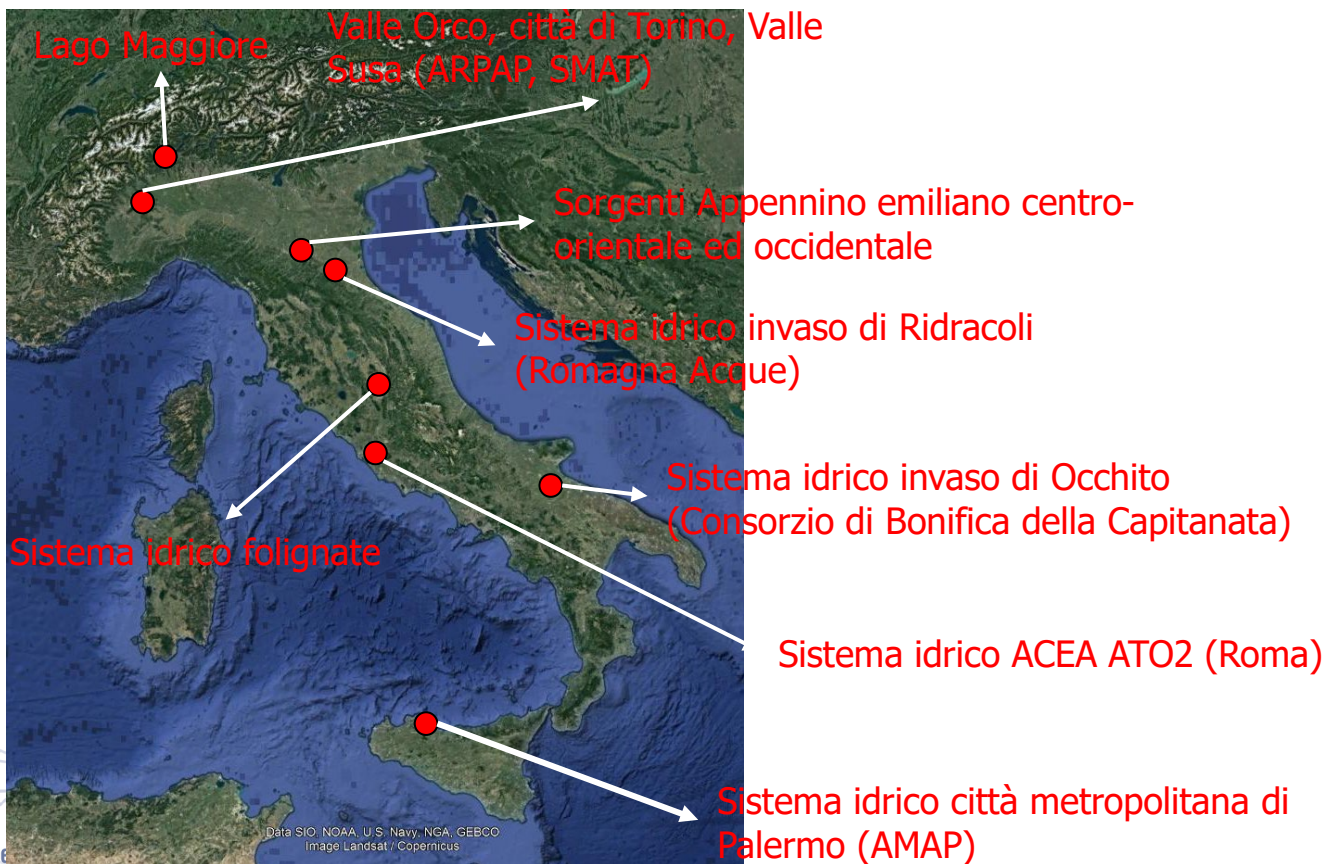 Lago Maggiore
Valle Orco, città di Torino, Valle
Susa (ARPAP, SMAT)
Sorgenti Appennino emiliano centro-
orientale ed occidentale
Sistema idrico invaso di Ridracoli
(Romagna Acque)
Sistema idrico invaso di Occhito
(Consorzio di Bonifica della Capitanata)
Sistema idrico folignate
Sistema idrico ACEA ATO2 (Roma)
Sistema idrico città metropolitana di
Palermo (AMAP)
Data SIO, NOAA, U.S. Navy, NGA, GEBCO
Image Landsat / Copernicus